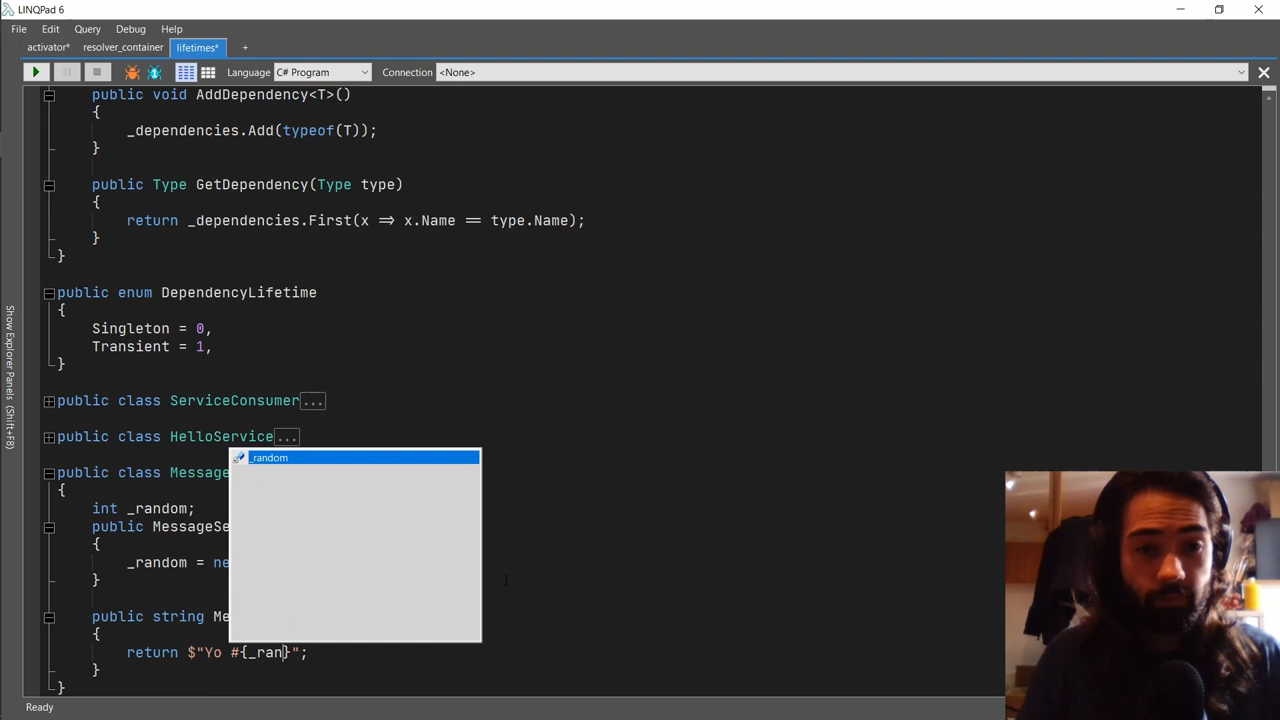 LINQPad 6
File Edit Query Debug Help
activator* resolver_container lifetimes* +
Language C# Program Connection <None>
public void AddDependency<T>()
{
_dependencies.Add(typeof(T));
}
public Type GetDependency(Type type)
{
return _dependencies.First(x => x.Name == type.Name);
}
}
public enum DependencyLifetime
{
Singleton = 0,
Transient = 1,
}
public class ServiceConsumer...
public class HelloService...
_random
public class Message
{
int _random;
public MessageSe
{
_random = ne
}
public string Me
{
return $"Yo #{_ran}";
}
}
Show Explorer Panels (Shift+F8)
Ready